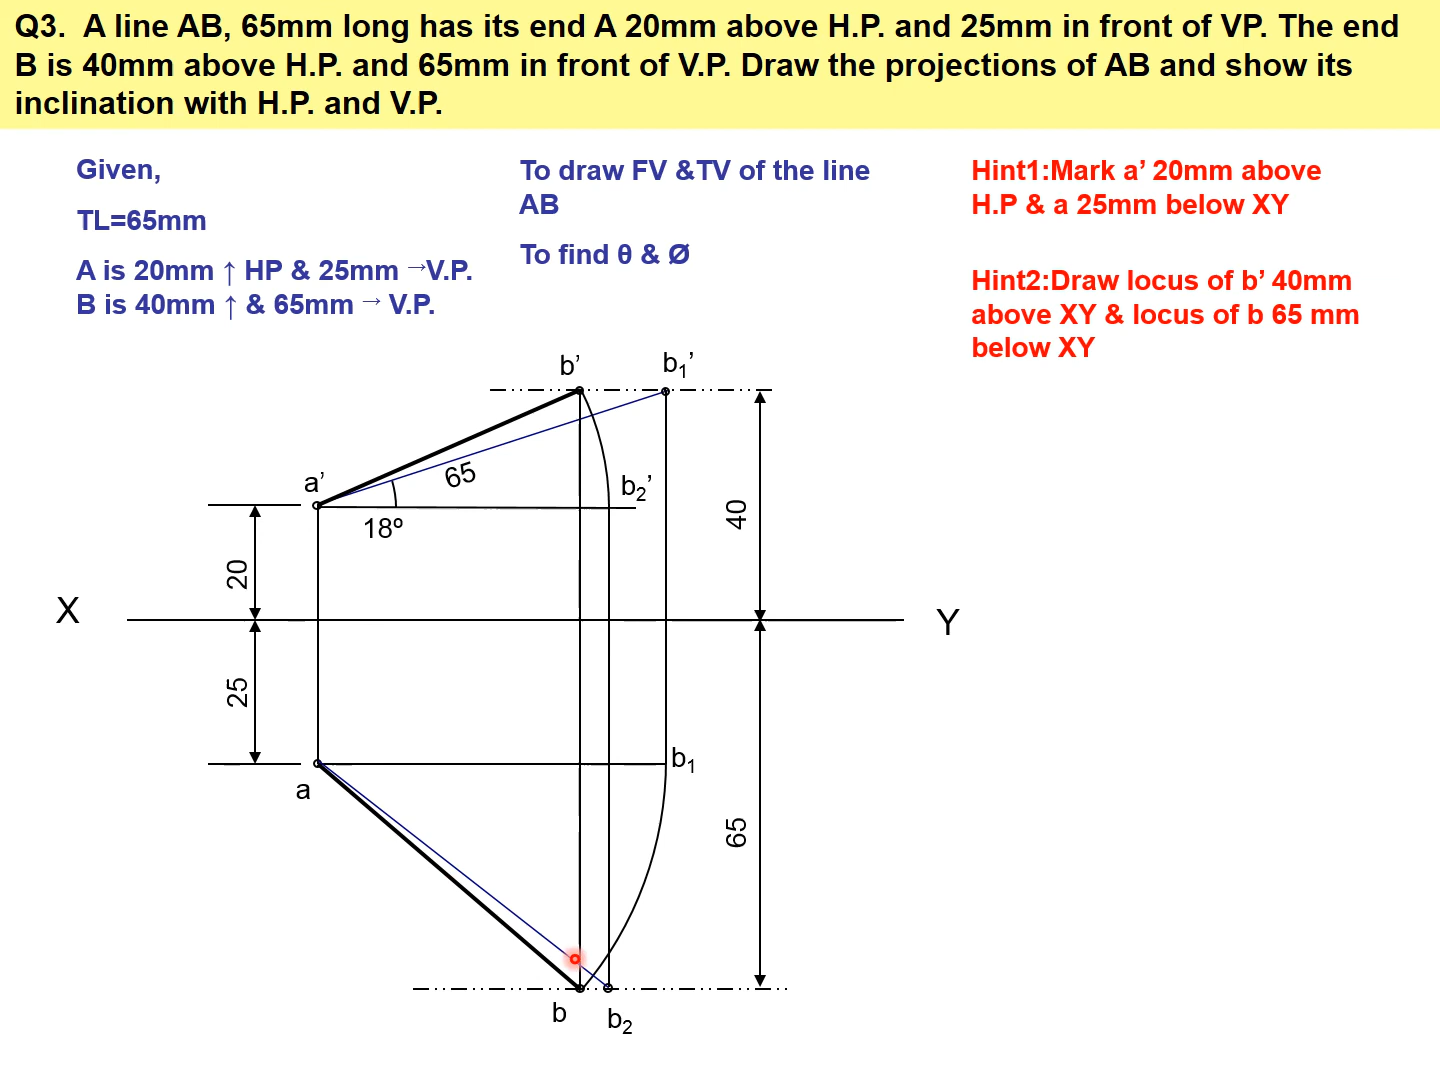 Q3.  A line AB, 65mm long has its end A 20mm above H.P. and 25mm in front of VP. The end
B is 40mm above H.P. and 65mm in front of V.P. Draw the projections of AB and show its
inclination with H.P. and V.P.
Given,
TL=65mm
A is 20mm ↑ HP & 25mm →V.P.
B is 40mm ↑ & 65mm → V.P.
To draw FV &TV of the line
AB
To find θ & Ø
Hint1:Mark a’ 20mm above
H.P & a 25mm below XY
Hint2:Draw locus of b’ 40mm
above XY & locus of b 65 mm
below XY
b’
b₁’
a’
65
b₂’
18º
40
20
X
Y
25
b₁
a
65
b
b₂